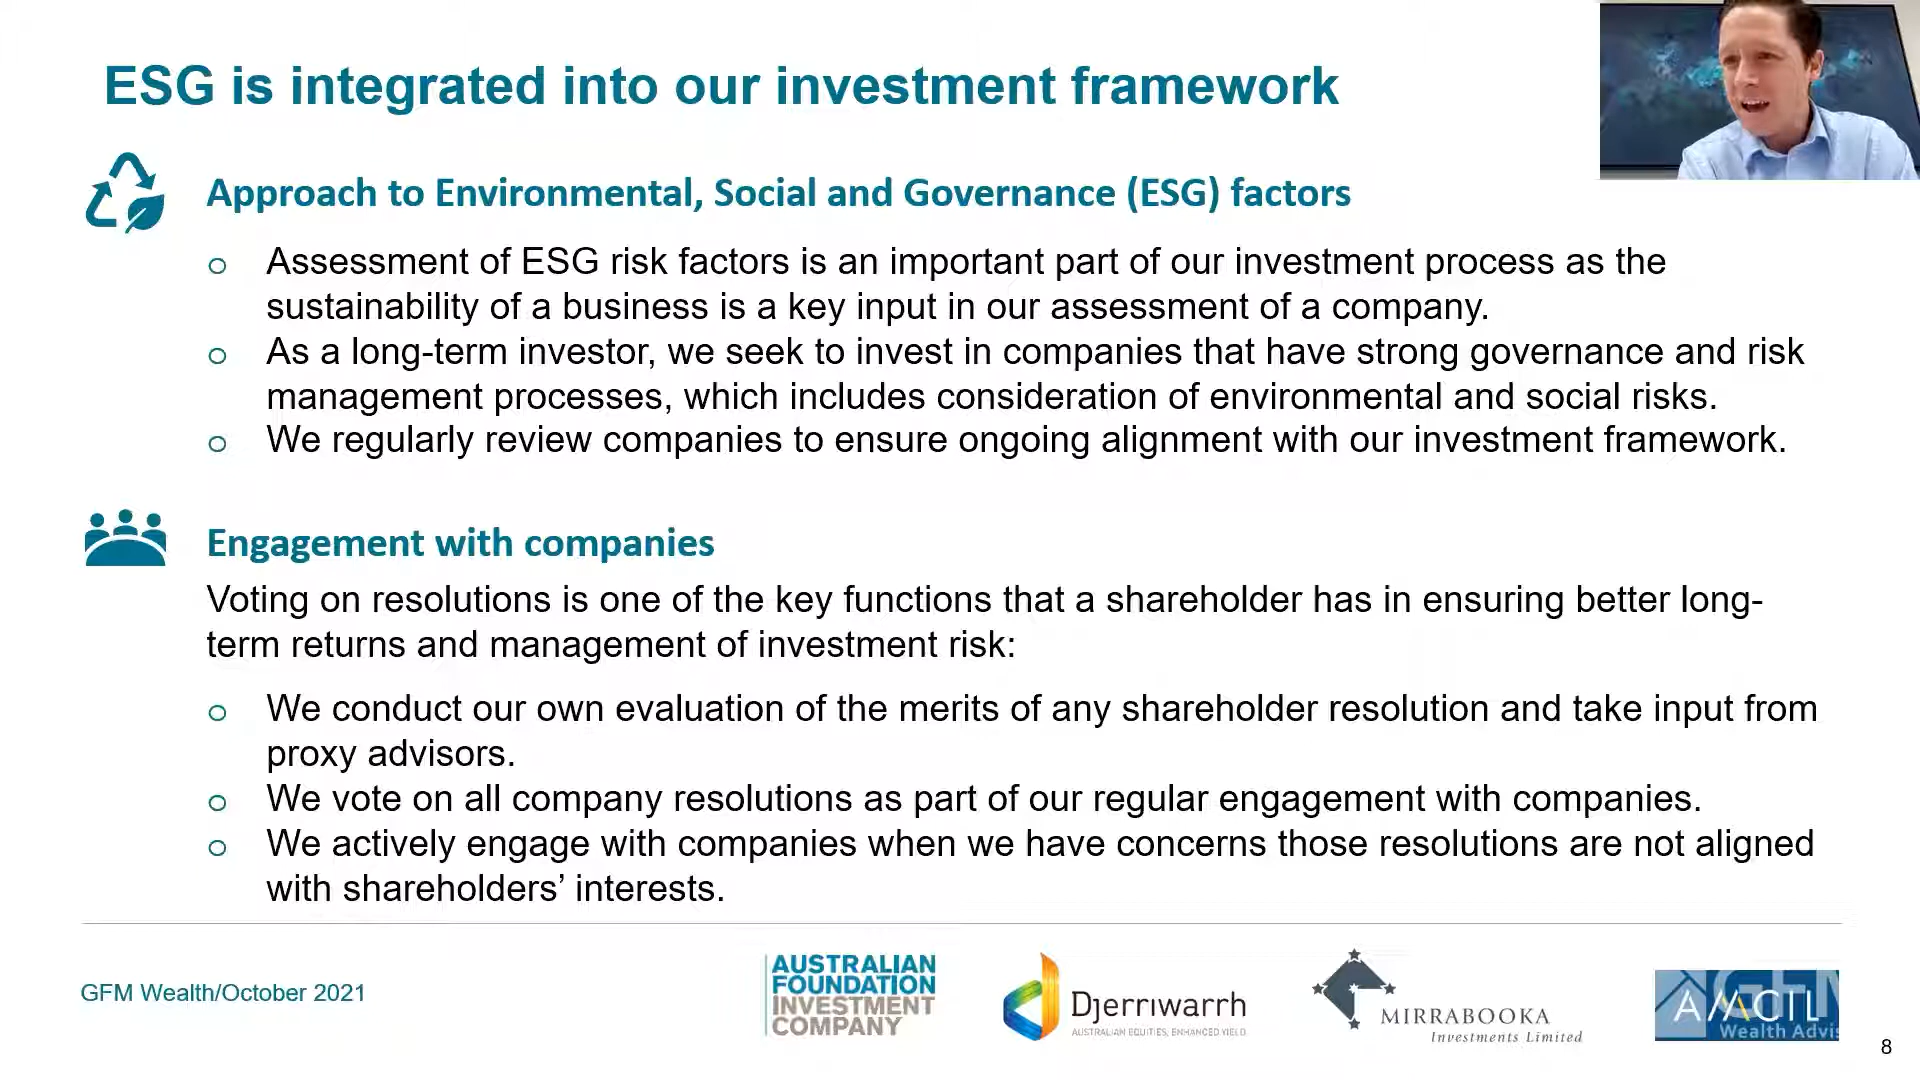 ESG is integrated into our investment framework
Approach to Environmental, Social and Governance (ESG) factors
o Assessment of ESG risk factors is an important part of our investment process as the
sustainability of a business is a key input in our assessment of a company.
o As a long-term investor, we seek to invest in companies that have strong governance and risk
management processes, which includes consideration of environmental and social risks.
o We regularly review companies to ensure ongoing alignment with our investment framework.
Engagement with companies
Voting on resolutions is one of the key functions that a shareholder has in ensuring better long-
term returns and management of investment risk:
o We conduct our own evaluation of the merits of any shareholder resolution and take input from
proxy advisors.
o We vote on all company resolutions as part of our regular engagement with companies.
o We actively engage with companies when we have concerns those resolutions are not aligned
with shareholders’ interests.
GFM Wealth/October 2021
AUSTRALIAN
FOUNDATION
INVESTMENT
COMPANY
Djerriwarrh
AUSTRALIAN EQUITIES, ENHANCED YIELD
MIRRABOOKA
Investments Limited
Wealth Advis
8